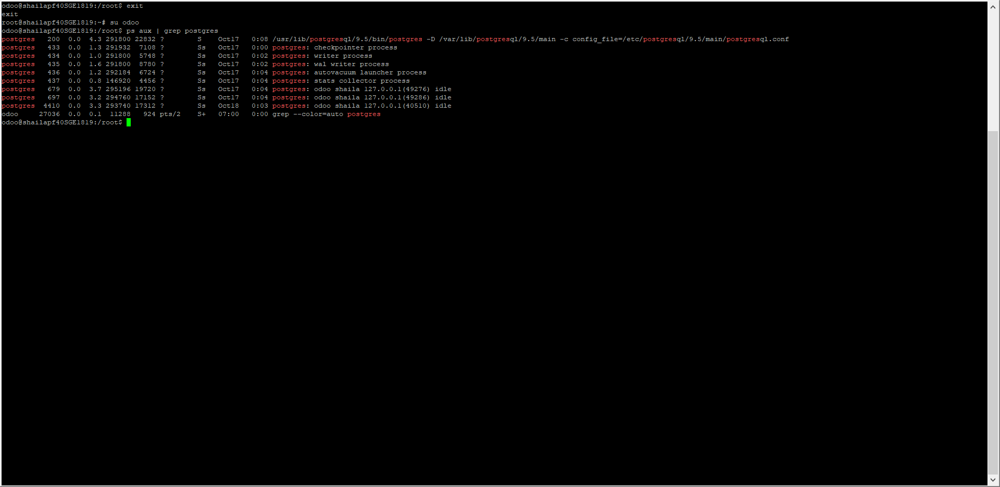 odoo@shailapf40SGE1819:/root$ exit
exit
root@shailapf40SGE1819:~# su odoo
odoo@shailapf40SGE1819:/root$ ps aux | grep postgres
postgres   200  0.0  4.3 291800 22832 ?        S    Oct17   0:08 /usr/lib/postgresql/9.5/bin/postgres -D /var/lib/postgresql/9.5/main -c config_file=/etc/postgresql/9.5/main/postgresql.conf
postgres   433  0.0  1.3 291932  7108 ?        Ss   Oct17   0:00 postgres: checkpointer process
postgres   434  0.0  1.0 291800  5748 ?        Ss   Oct17   0:02 postgres: writer process
postgres   435  0.0  1.6 291800  8780 ?        Ss   Oct17   0:02 postgres: wal writer process
postgres   436  0.0  1.2 292184  6724 ?        Ss   Oct17   0:04 postgres: autovacuum launcher process
postgres   437  0.0  0.8 146920  4456 ?        Ss   Oct17   0:04 postgres: stats collector process
postgres   679  0.0  3.7 295196 19720 ?        Ss   Oct17   0:04 postgres: odoo shaila 127.0.0.1(49276) idle
postgres   697  0.0  3.2 294760 17152 ?        Ss   Oct17   0:04 postgres: odoo shaila 127.0.0.1(49286) idle
postgres  4410  0.0  3.3 293740 17312 ?        Ss   Oct18   0:03 postgres: odoo shaila 127.0.0.1(40510) idle
odoo     27036  0.0  0.1  11288   924 pts/2    S+   07:00   0:00 grep --color=auto postgres
odoo@shailapf40SGE1819:/root$